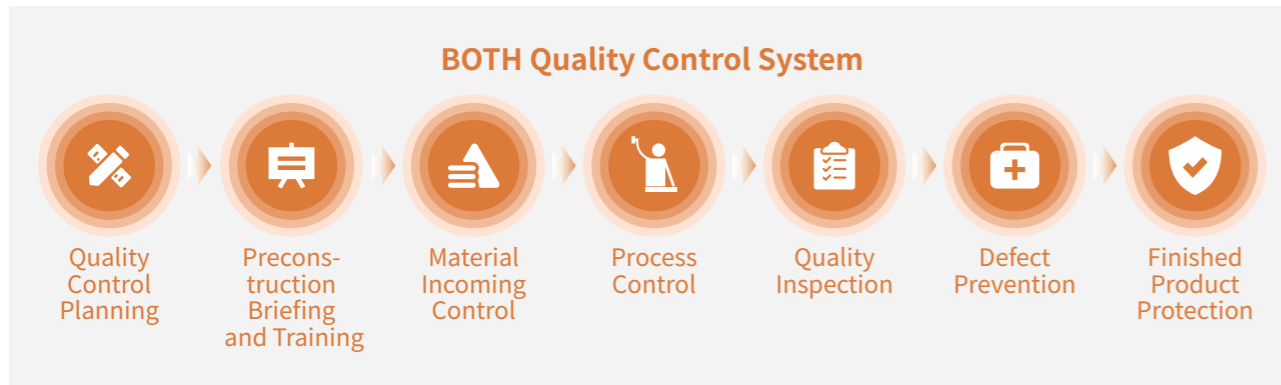 BOTH Quality Control System
Quality
Control
Planning
Precons-
truction
Briefing
and Training
Material
Incoming
Control
Process
Control
Quality
Inspection
Defect
Prevention
Finished
Product
Protection